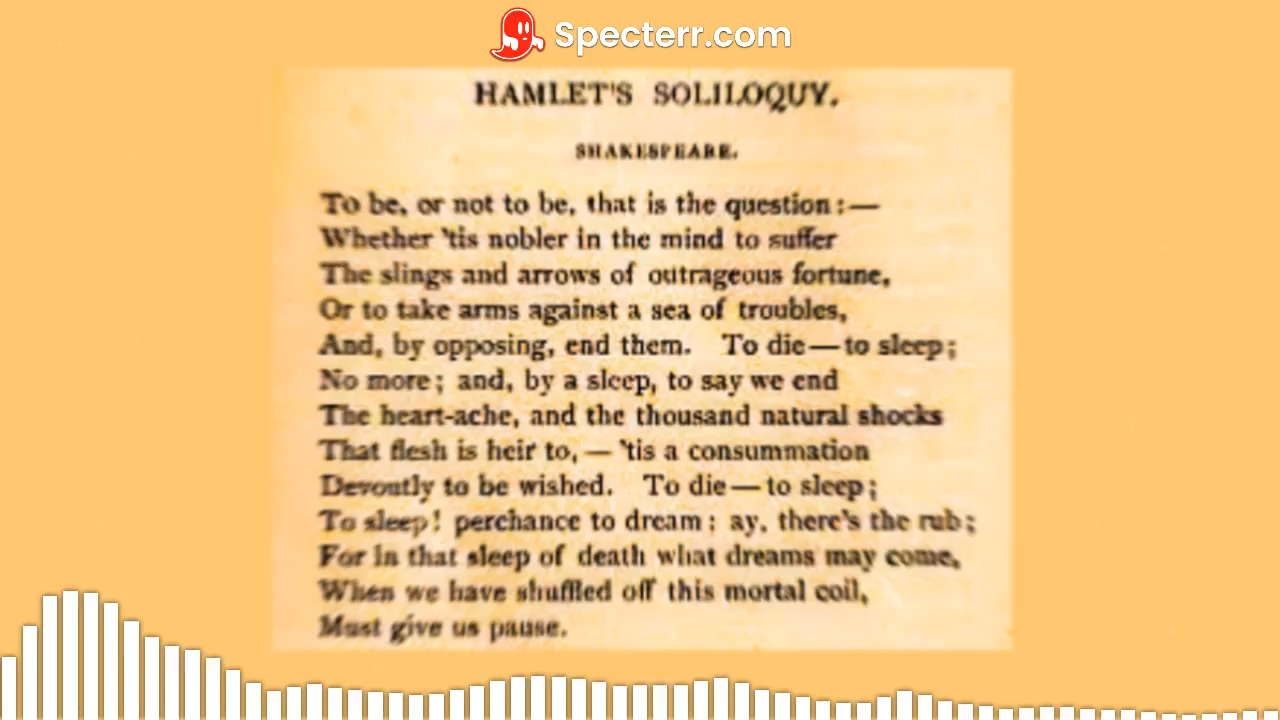 Specterr.com
HAMLET'S SOLILOQUY.
SHAKESPEARE.
To be, or not to be, that is the question:—
Whether 'tis nobler in the mind to suffer
The slings and arrows of outrageous fortune,
Or to take arms against a sea of troubles,
And, by opposing, end them. To die—to sleep;
No more; and, by a sleep, to say we end
The heart-ache, and the thousand natural shocks
That flesh is heir to, — 'tis a consummation
Devoutly to be wished. To die—to sleep;
To sleep! perchance to dream; ay, there's the rub;
For in that sleep of death what dreams may come,
When we have shuffled off this mortal coil,
Must give us pause.